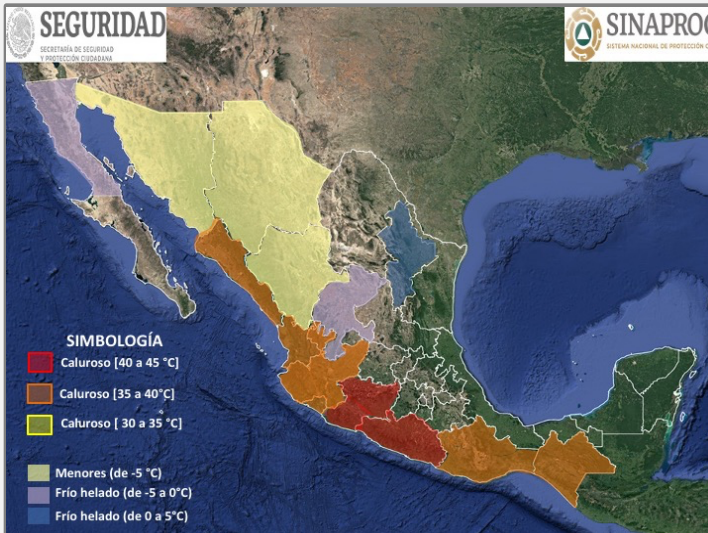 SEGURIDAD
SECRETARÍA DE SEGURIDAD
Y PROTECCIÓN CIUDADANA
SINAPROC
SISTEMA NACIONAL DE PROTECCIÓN C
SIMBOLOGÍA
Caluroso [40 a 45 °C]
Caluroso [35 a 40°C]
Caluroso [ 30 a 35 °C]
Menores (de -5 °C)
Frío helado (de -5 a 0°C)
Frío helado (de 0 a 5°C)